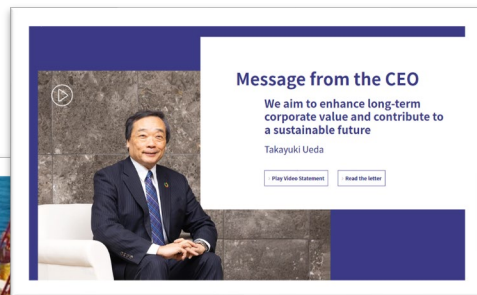 Message from the CEO
We aim to enhance long-term
corporate value and contribute to
a sustainable future
Takayuki Ueda
› Play Video Statement
› Read the letter